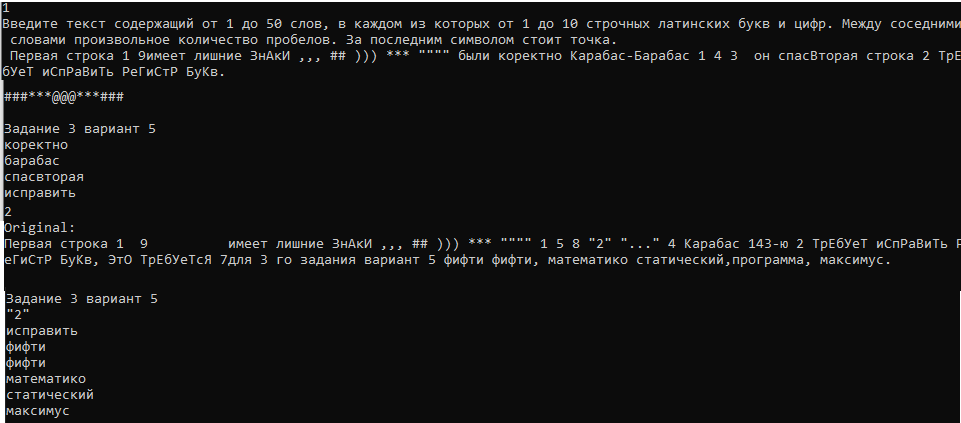 1
Введите текст содержащий от 1 до 50 слов, в каждом из которых от 1 до 10 строчных латинских букв и цифр. Между соседними
 словами произвольное количество пробелов. За последним символом стоит точка.
 Первая строка 1 9имеет лишние ЗнАкИ ,,, ## ))) *** """" были коректно Карабас-Барабас 1 4 3  он спасВторая строка 2 ТрЕ
бУеТ иСпРаВиТь РеГиСтР БуКв.
###***@@@***###
Задание 3 вариант 5
коректно
барабас
спасвторая
исправить
2
Original:
Первая строка 1  9          имеет лишние ЗнАкИ ,,, ## ))) *** """" 1 5 8 "2" "..." 4 Карабас 143-ю 2 ТрЕбУеТ иСпРаВиТь Р
еГиСтР БуКв, ЭтО ТрЕбУеТсЯ 7для 3 го задания вариант 5 фифти фифти, математико статический,программа, максимус.
Задание 3 вариант 5
"2"
исправить
фифти
фифти
математико
статический
максимус